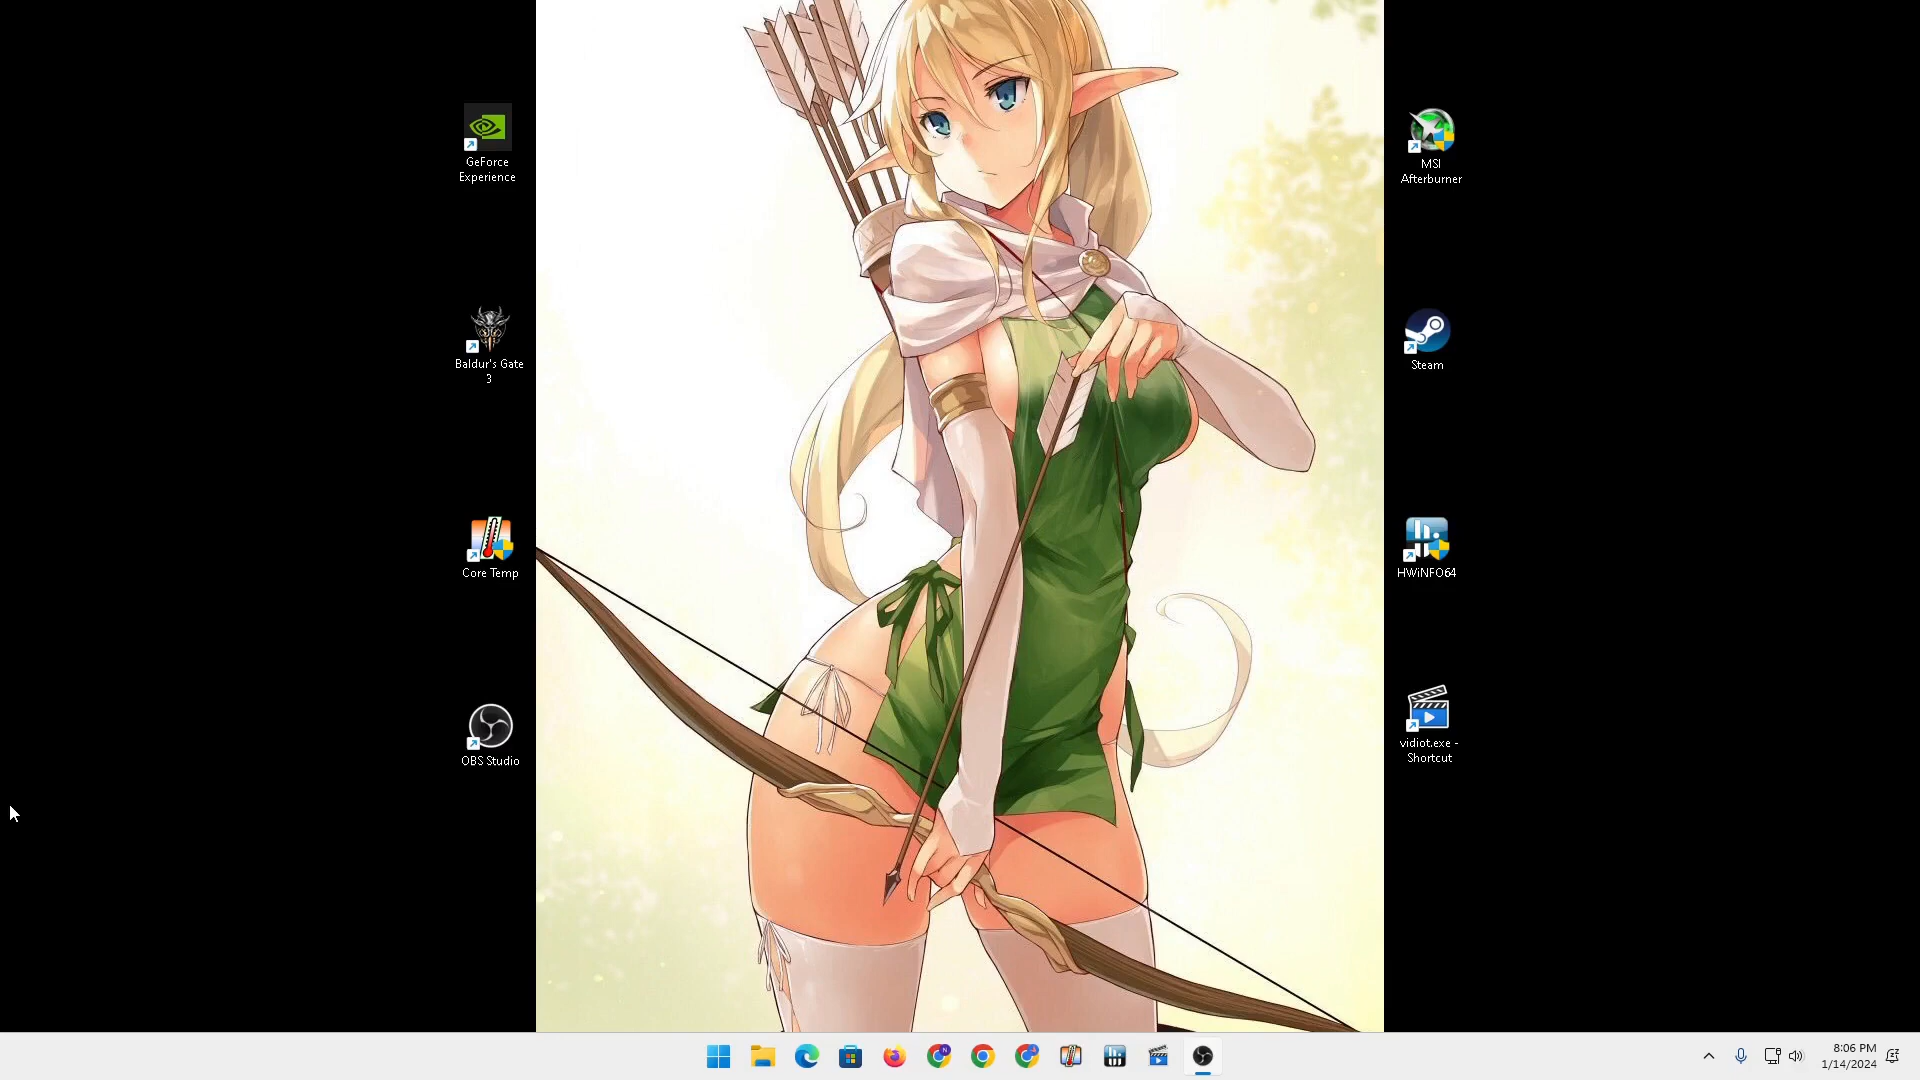 GeForce
Experience
MSI
Afterburner
Baldur's Gate
3
Steam
Core Temp
HWiNFO64
OBS Studio
vidiot.exe -
Shortcut
8:06 PM
1/14/2024